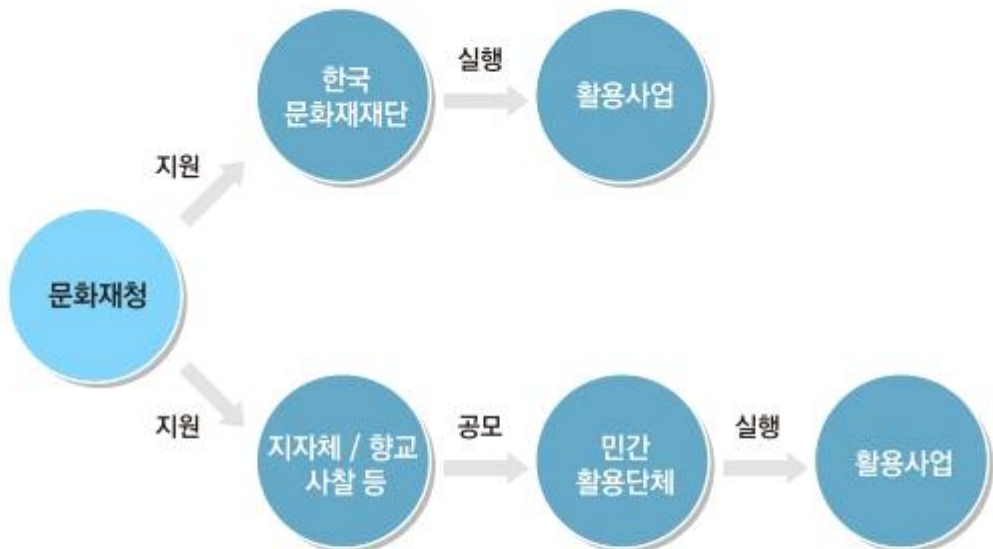 한국
문화재재단
실행
활용사업
지원
문화재청
지원
지자체 / 향교
사찰 등
공모
민간
활용단체
실행
활용사업